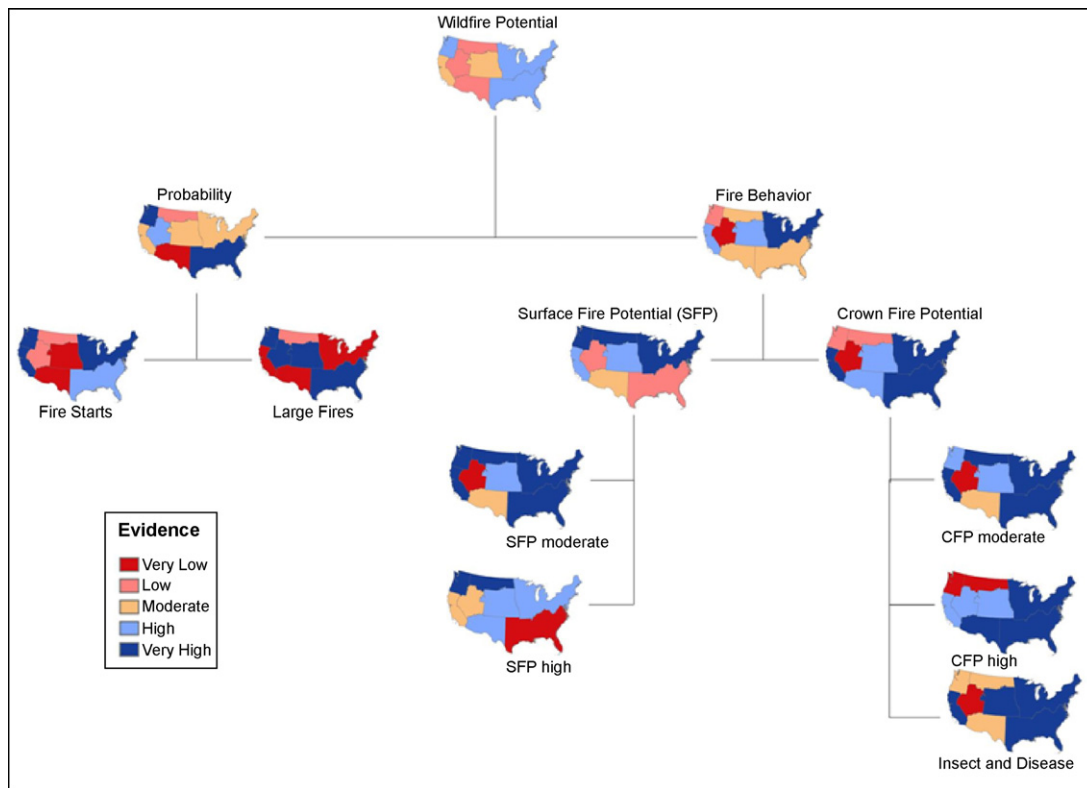 Wildfire Potential
Probability
Fire Behavior
Surface Fire Potential (SFP)
Crown Fire Potential
Fire Starts
Large Fires
SFP moderate
CFP moderate
Evidence
Very Low
Low
Moderate
High
Very High
SFP high
CFP high
Insect and Disease